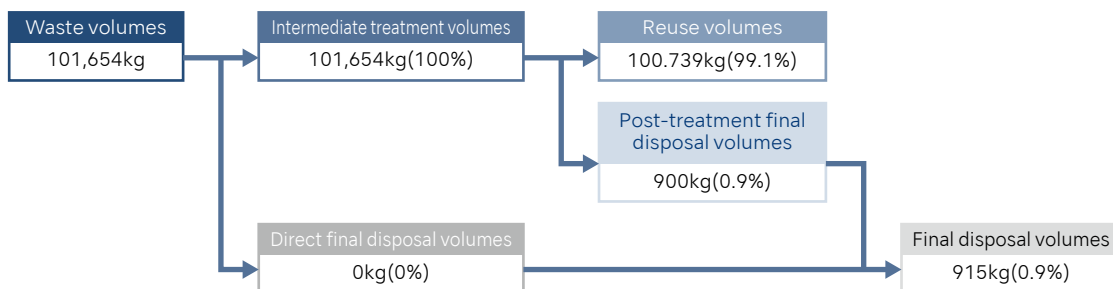 Waste volumes
101,654kg
Intermediate treatment volumes
101,654kg(100%)
Reuse volumes
100.739kg(99.1%)
Post-treatment final
disposal volumes
900kg(0.9%)
Direct final disposal volumes
0kg(0%)
Final disposal volumes
915kg(0.9%)